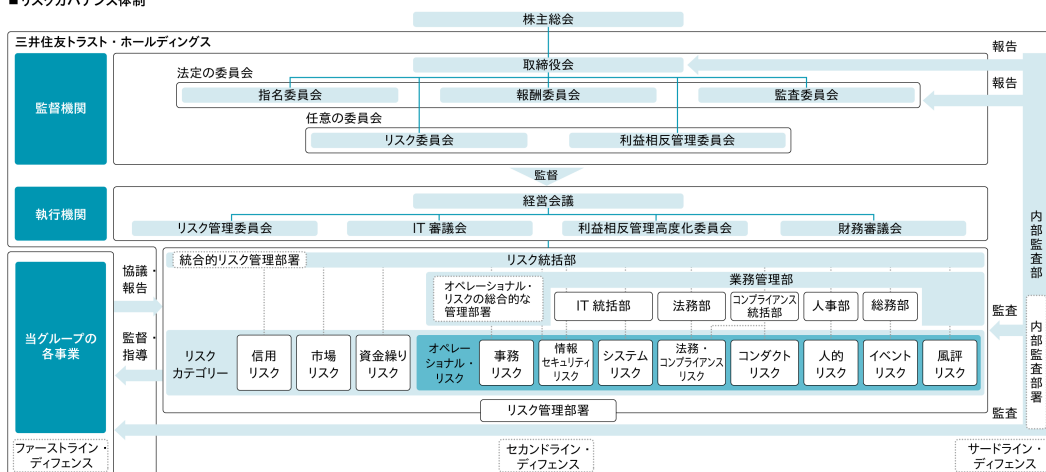 ■リスクガバナンス体制
株主総会
三井住友トラスト・ホールディングス
報告
取締役会
法定の委員会
報告
監督機関
指名委員会
報酬委員会
監査委員会
任意の委員会
リスク委員会
利益相反管理委員会
監督
執行機関
経営会議
リスク管理委員会
IT 審議会
利益相反管理高度化委員会
財務審議会
内部監査部
統合的リスク管理部署
リスク統括部
協議・
報告
オペレーショナル・
リスクの総合的な
管理部署
業務管理部
IT 統括部
法務部
コンプライアンス
統括部
人事部
総務部
監査
内部監査部署
当グループの
各事業
監督・
指導
リスク
カテゴリー
信用
リスク
市場
リスク
資金繰り
リスク
オペレー
ショナル・
リスク
事務
リスク
情報
セキュリティ
リスク
システム
リスク
法務・
コンプライアンス
リスク
コンダクト
リスク
人的
リスク
イベント
リスク
風評
リスク
リスク管理部署
監査
ファーストライン・
ディフェンス
セカンドライン・
ディフェンス
サードライン・
ディフェンス